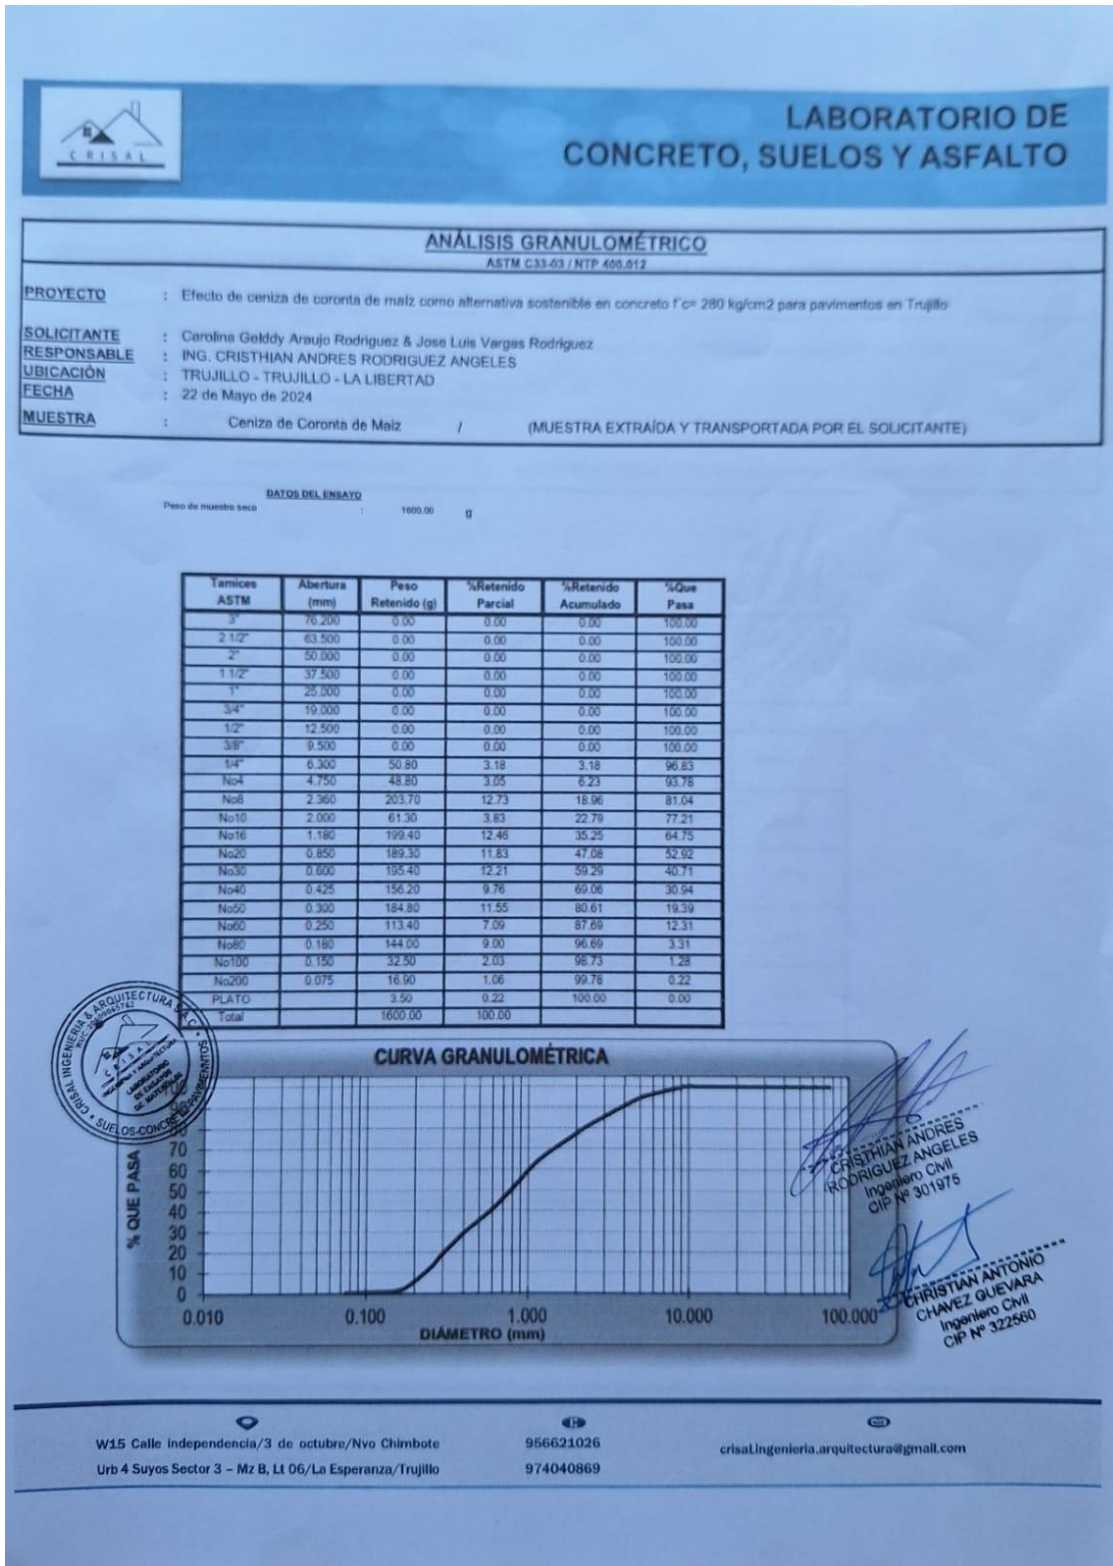 CRISAL
LABORATORIO DE
CONCRETO, SUELOS Y ASFALTO
ANÁLISIS GRANULOMÉTRICO
ASTM C33-03 / NTP 400.012
PROYECTO : Efecto de ceniza de coronta de maíz como alternativa sostenible en concreto f´c= 280 kg/cm2 para pavimentos en Trujillo
SOLICITANTE : Carolina Gelddy Araujo Rodriguez & Jose Luis Vargas Rodriguez
RESPONSABLE : ING. CRISTHIAN ANDRES RODRIGUEZ ANGELES
UBICACIÓN : TRUJILLO - TRUJILLO - LA LIBERTAD
FECHA : 22 de Mayo de 2024
MUESTRA : Ceniza de Coronta de Maiz / (MUESTRA EXTRAÍDA Y TRANSPORTADA POR EL SOLICITANTE)
DATOS DEL ENSAYO
Peso de muestra seca : 1600.00 g
Tamices ASTM Abertura (mm) Peso Retenido (g) %Retenido Parcial %Retenido Acumulado %Que Pasa
3" 76.200 0.00 0.00 0.00 100.00
2 1/2" 63.500 0.00 0.00 0.00 100.00
2" 50.000 0.00 0.00 0.00 100.00
1 1/2" 37.500 0.00 0.00 0.00 100.00
1" 25.000 0.00 0.00 0.00 100.00
3/4" 19.000 0.00 0.00 0.00 100.00
1/2" 12.500 0.00 0.00 0.00 100.00
3/8" 9.500 0.00 0.00 0.00 100.00
1/4" 6.300 50.80 3.18 3.18 96.83
No4 4.750 48.80 3.05 6.23 93.78
No8 2.360 203.70 12.73 18.96 81.04
No10 2.000 61.30 3.83 22.79 77.21
No16 1.180 199.40 12.46 35.25 64.75
No20 0.850 189.30 11.83 47.08 52.92
No30 0.600 195.40 12.21 59.29 40.71
No40 0.425 156.20 9.76 69.06 30.94
No50 0.300 184.80 11.55 80.61 19.39
No60 0.250 113.40 7.09 87.69 12.31
No80 0.180 144.00 9.00 96.69 3.31
No100 0.150 32.50 2.03 98.73 1.28
No200 0.075 16.90 1.06 99.78 0.22
PLATO 3.50 0.22 100.00 0.00
Total 1600.00 100.00
CRISAL INGENIERIA & ARQUITECTURA S.A.C.
CRISAL
INGENIERIA Y ARQUITECTURA
LABORATORIO
DE ENSAYOS
DE MATERIALES
SUELOS-CONCRETO-PAVIMENTOS
CURVA GRANULOMÉTRICA
% QUE PASA
70
60
50
40
30
20
10
0
0.010 0.100 1.000 10.000 100.000
DIÁMETRO (mm)
CRISTHIAN ANDRES
RODRIGUEZ ANGELES
Ingeniero Civil
CIP Nº 301975
CHRISTIAN ANTONIO
CHAVEZ GUEVARA
Ingeniero Civil
CIP Nº 322560
W15 Calle Independencia/3 de octubre/Nvo Chimbote
Urb 4 Suyos Sector 3 – Mz B, Lt 06/La Esperanza/Trujillo
956621026
974040869
crisal.ingenieria.arquitectura@gmail.com